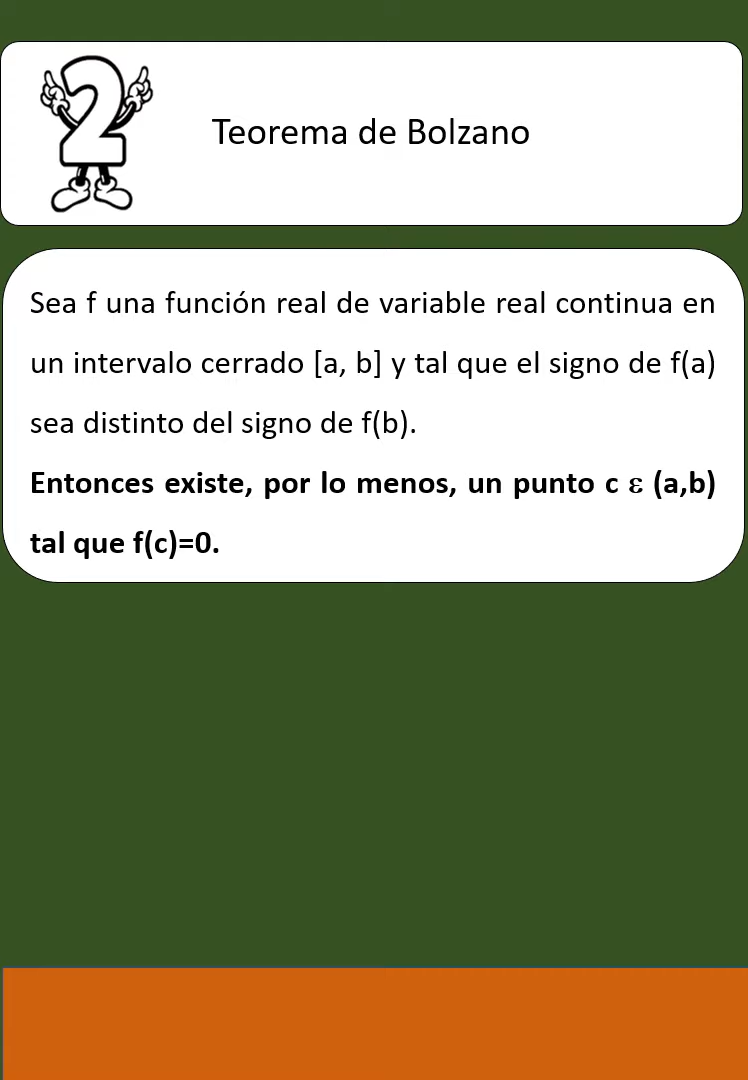 2
Teorema de Bolzano
Sea f una función real de variable real continua en
un intervalo cerrado [a, b] y tal que el signo de f(a)
sea distinto del signo de f(b).
Entonces existe, por lo menos, un punto c ε (a,b)
tal que f(c)=0.